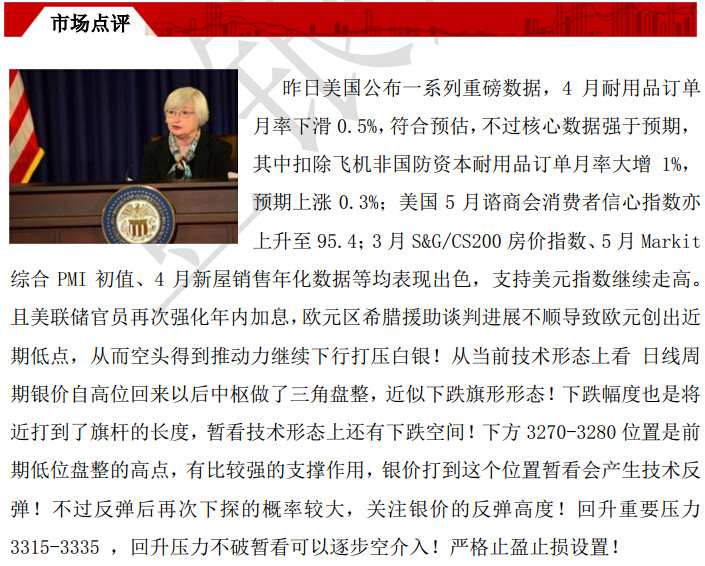 市场点评
昨日美国公布一系列重磅数据，4 月耐用品订单
月率下滑 0.5%，符合预估，不过核心数据强于预期，
其中扣除飞机非国防资本耐用品订单月率大增 1%，
预期上涨 0.3%；美国 5 月谘商会消费者信心指数亦
上升至 95.4；3 月 S&G/CS200 房价指数、5 月 Markit
综合 PMI 初值、4 月新屋销售年化数据等均表现出色，支持美元指数继续走高。
且美联储官员再次强化年内加息，欧元区希腊援助谈判进展不顺导致欧元创出近
期低点，从而空头得到推动力继续下行打压白银！从当前技术形态上看 日线周
期银价自高位回来以后中枢做了三角盘整，近似下跌旗形形态！下跌幅度也是将
近打到了旗杆的长度，暂看技术形态上还有下跌空间！下方 3270-3280 位置是前
期低位盘整的高点，有比较强的支撑作用，银价打到这个位置暂看会产生技术反
弹！不过反弹后再次下探的概率较大，关注银价的反弹高度！回升重要压力
3315-3335 ，回升压力不破暂看可以逐步空介入！严格止盈止损设置！